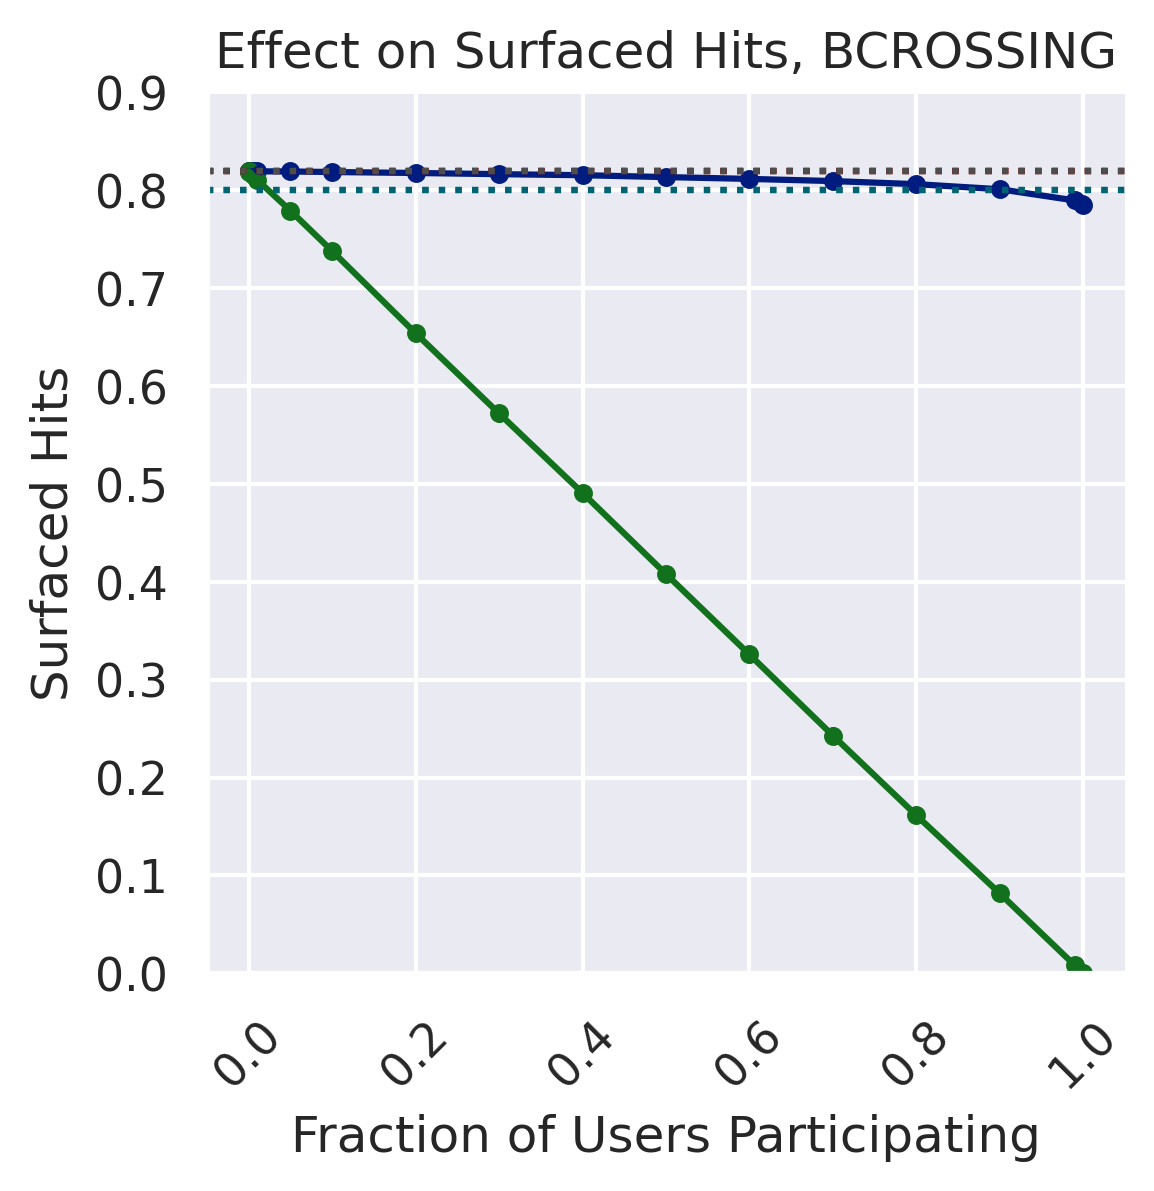 Effect on Surfaced Hits, BCROSSING
0.9
0.8
0.7
0.6
0.5
0.4
0.3
0.2
0.1
0.0
Surfaced Hits
0.0 0.2 0.4 0.6 0.8 1.0
Fraction of Users Participating